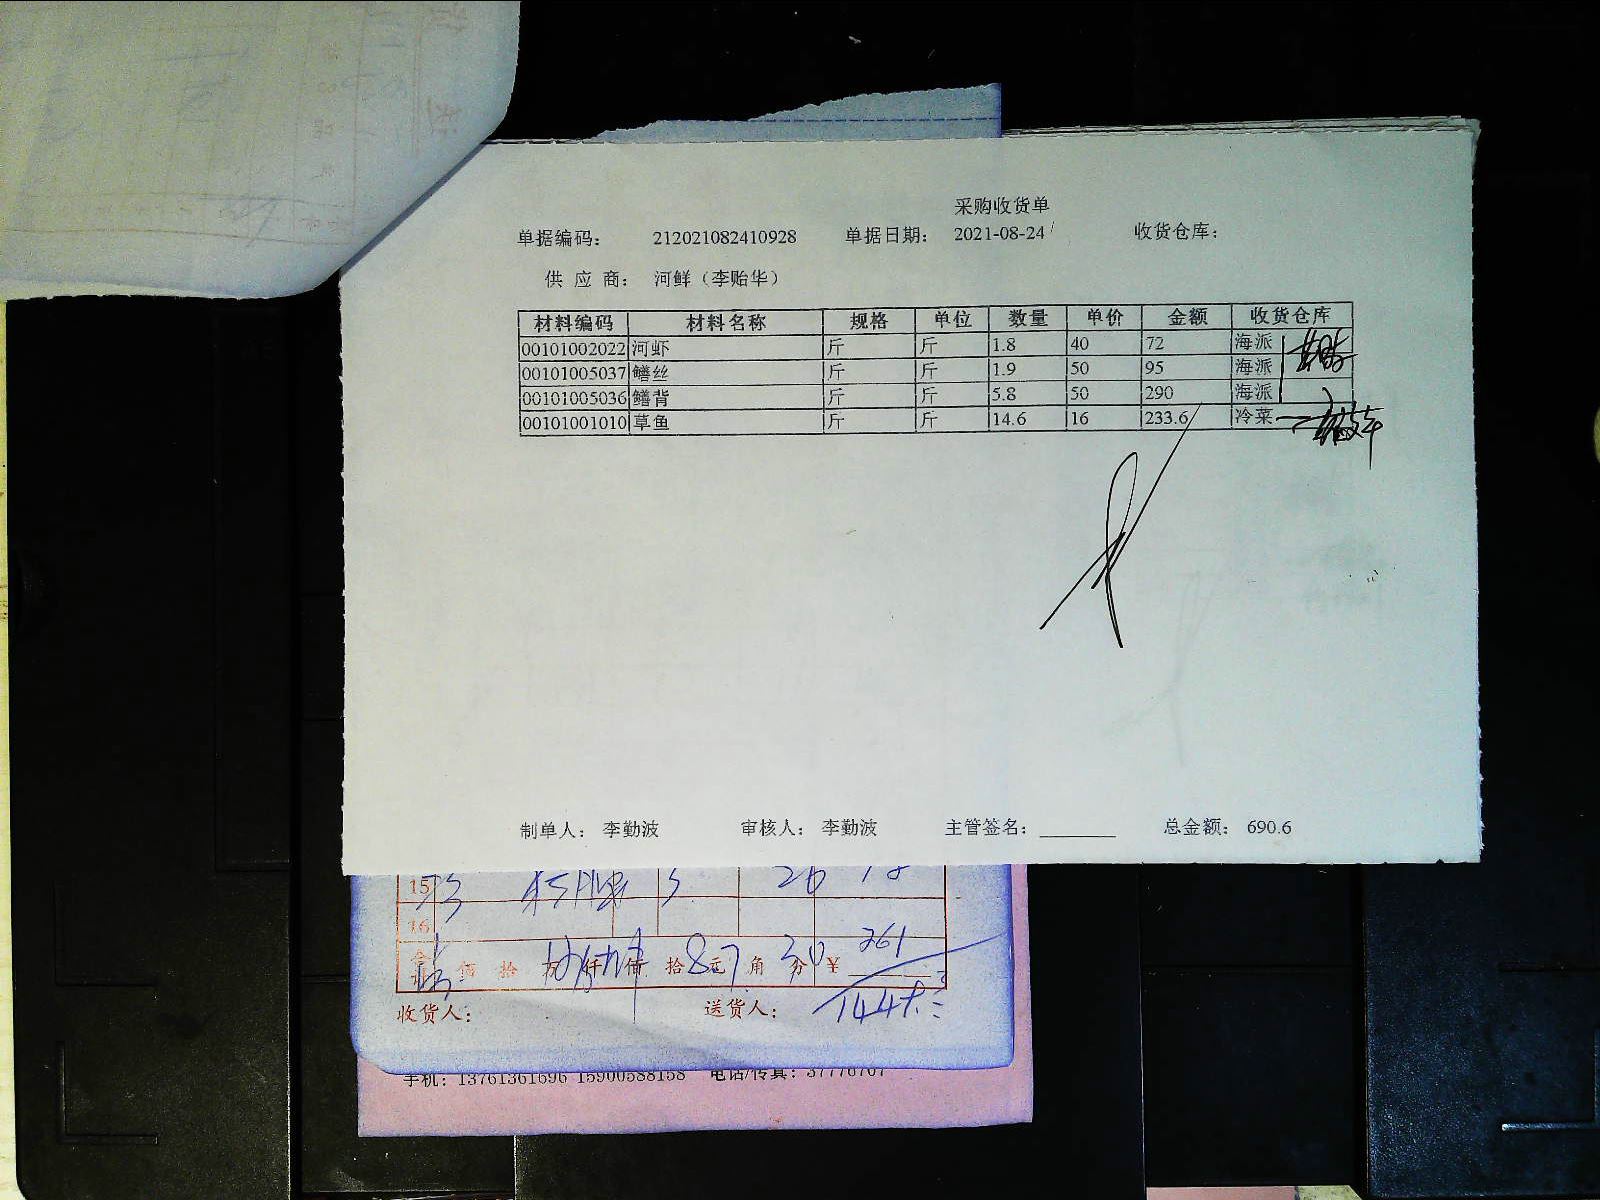 采购收货单
单据编码： 212021082410928 单据日期： 2021-08-24 收货仓库：
供 应 商： 河鲜（李贻华）
材料编码 材料名称 规格 单位 数量 单价 金额 收货仓库
00101002022 河虾 斤 斤 1.8 40 72 海派
00101005037 鳝丝 斤 斤 1.9 50 95 海派
00101005036 鳝背 斤 斤 5.8 50 290 海派
00101001010 草鱼 斤 斤 14.6 16 233.6 冷菜
制单人： 李勤波 审核人： 李勤波 主管签名： 总金额： 690.6
15 26
16
合计 佰 拾 万 仟 佰 拾 元 角 分 ￥ 261
收货人： 送货人：
手机：13761361696 15900588158 电话/传真：37776707